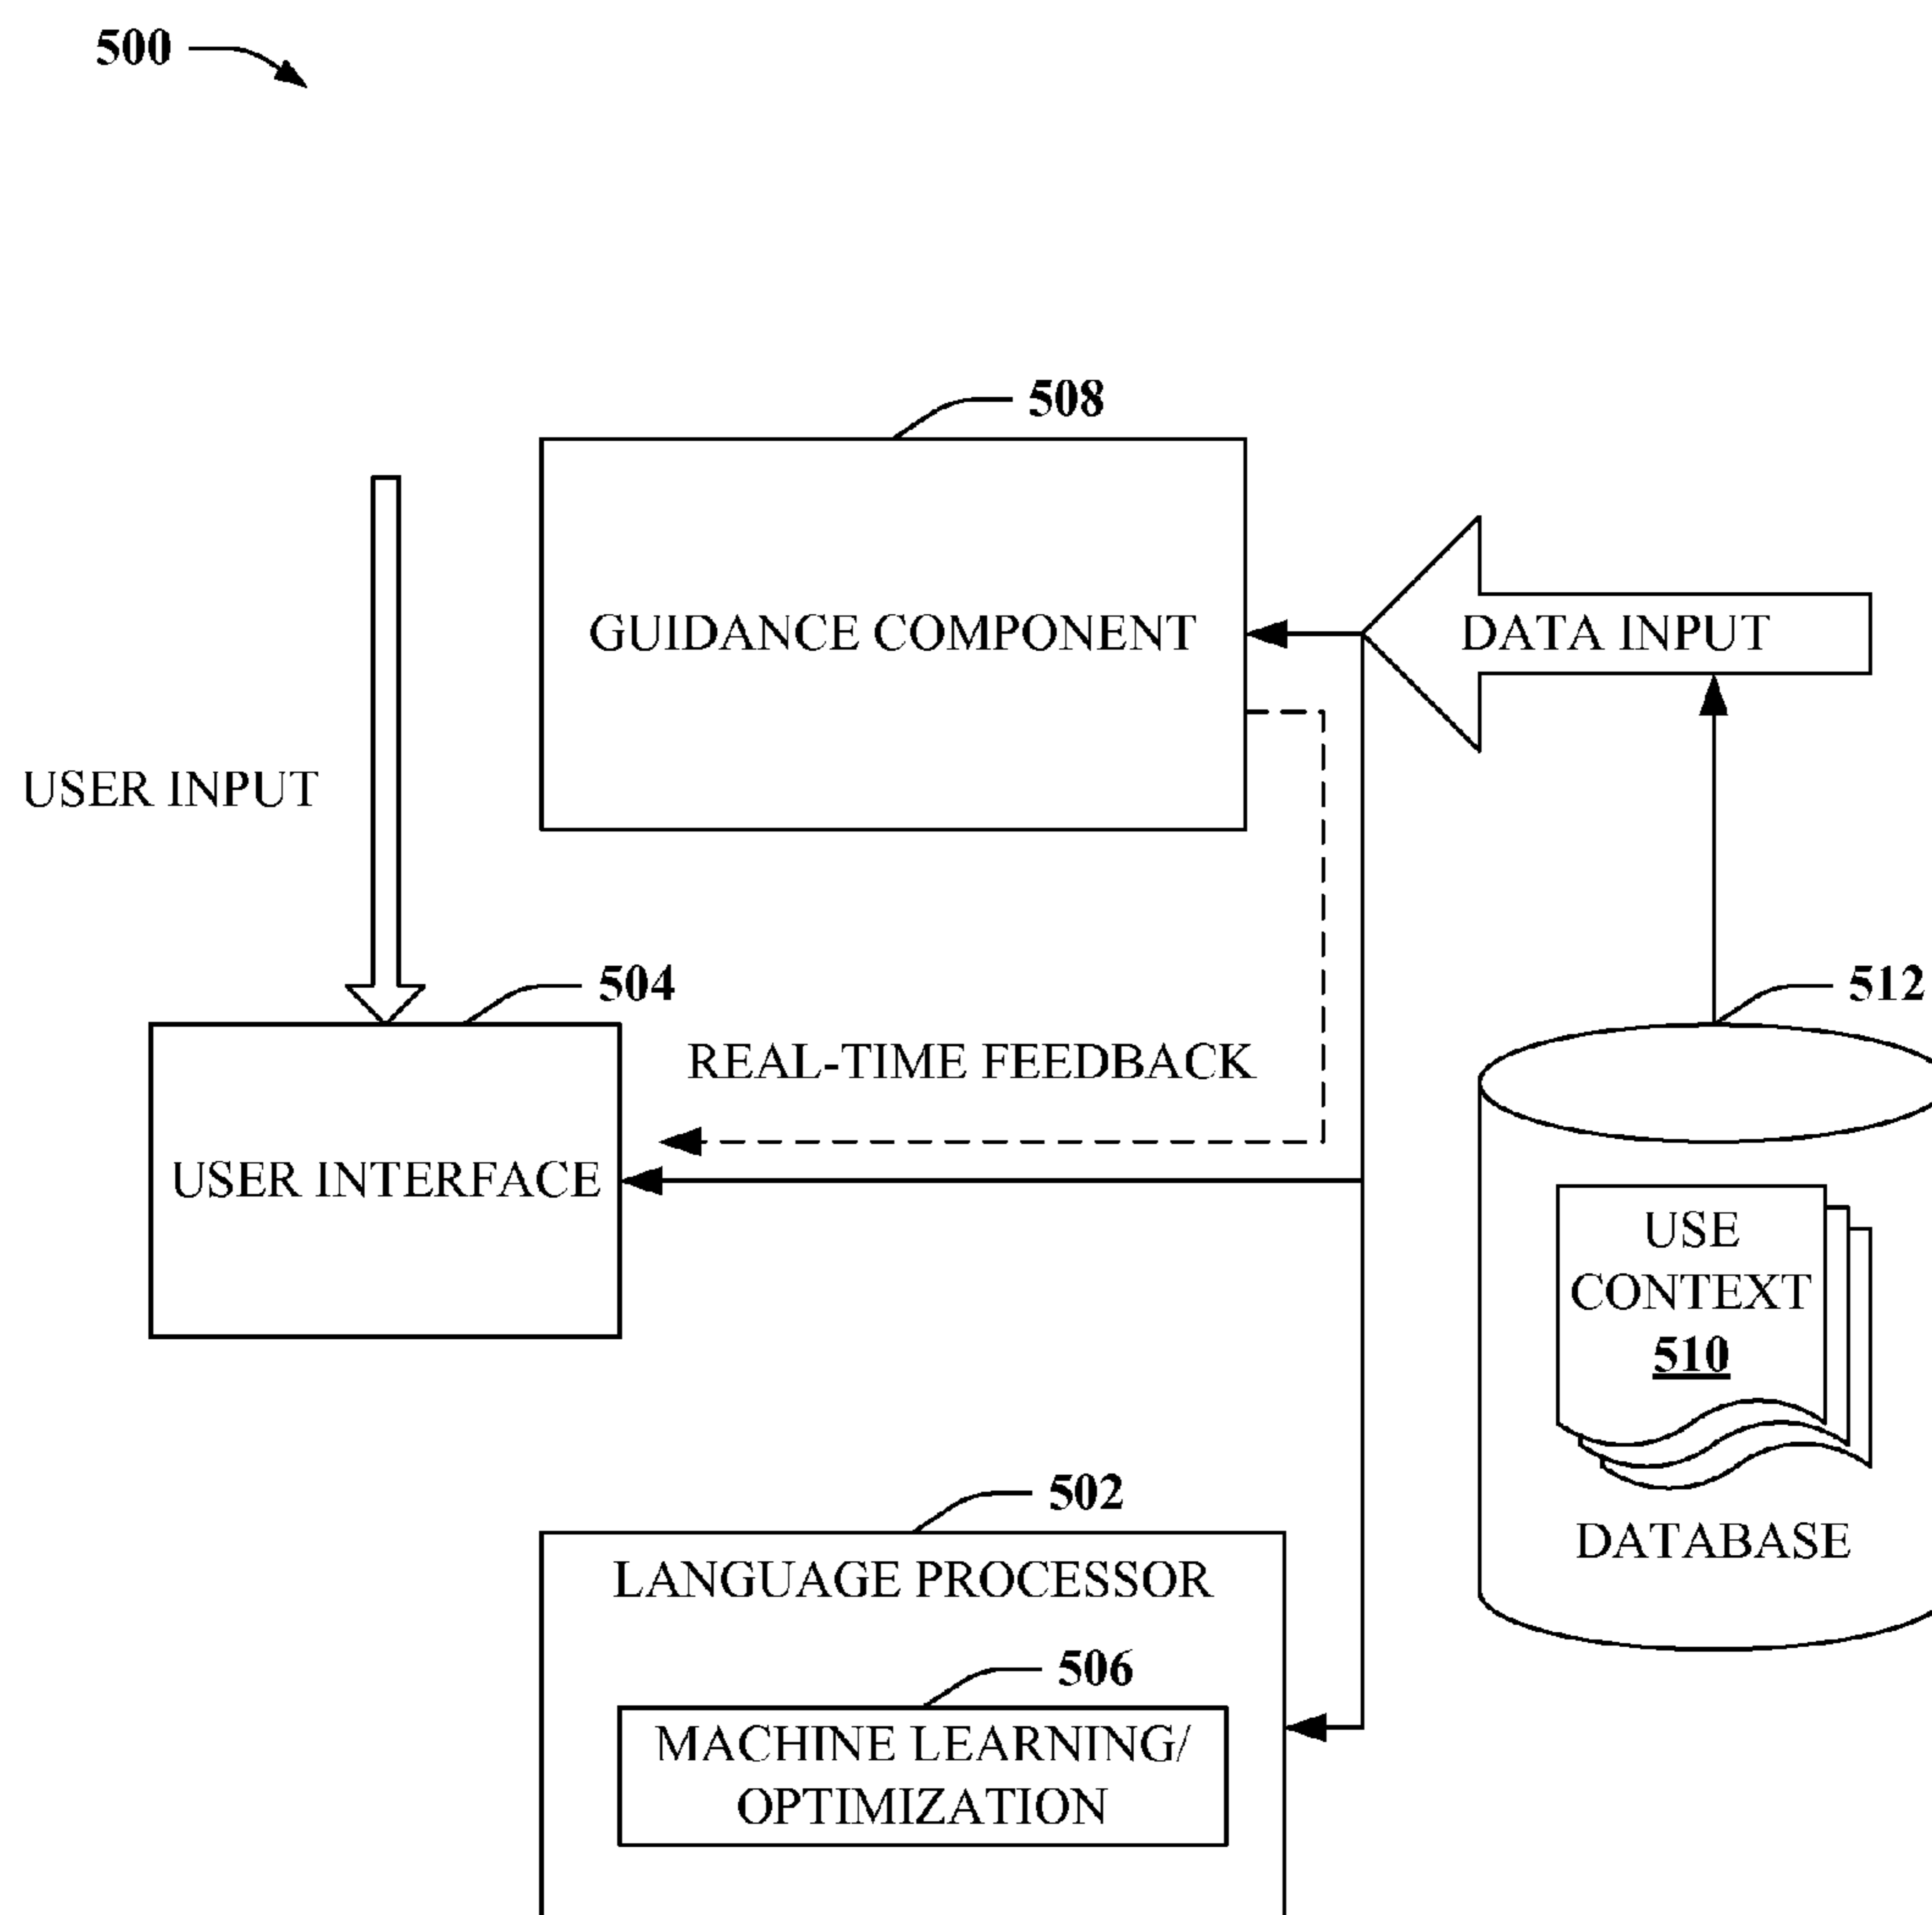 500
508
GUIDANCE COMPONENT
DATA INPUT
USER INPUT
504
512
REAL-TIME FEEDBACK
USER INTERFACE
USE
CONTEXT
510
DATABASE
502
LANGUAGE PROCESSOR
506
MACHINE LEARNING/
OPTIMIZATION